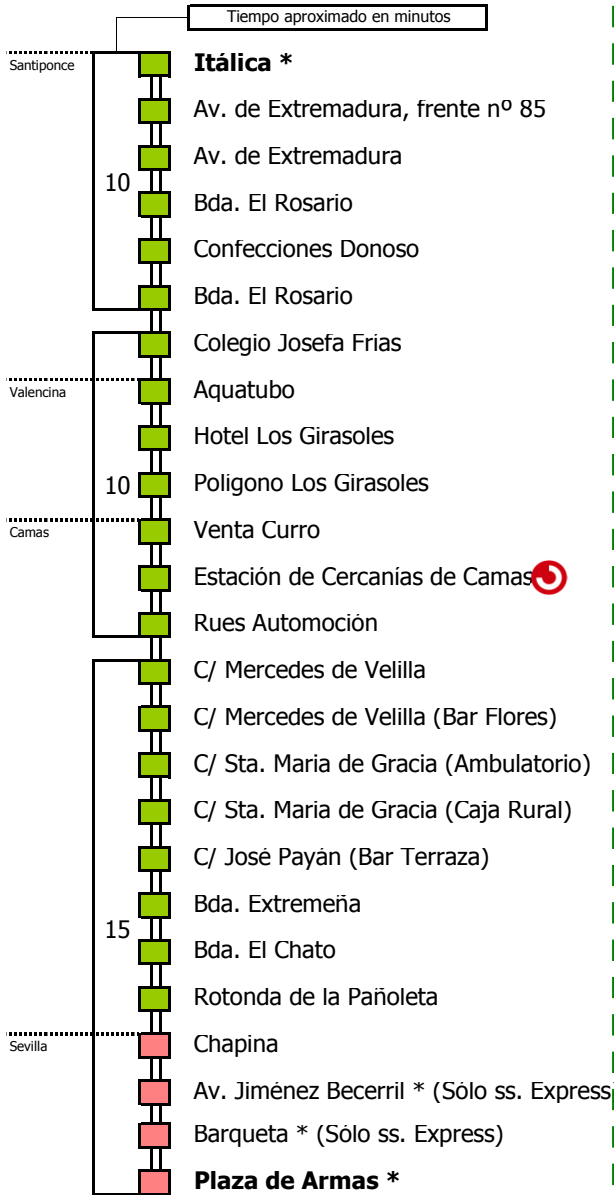 Tiempo aproximado en minutos
Santiponce
Itálica *
Av. de Extremadura, frente nº 85
Av. de Extremadura
10
Bda. El Rosario
Confecciones Donoso
Bda. El Rosario
Colegio Josefa Frías
Valencina
Aquatubo
Hotel Los Girasoles
10
Poligono Los Girasoles
Camas
Venta Curro
Estación de Cercanías de Camas
Rues Automoción
C/ Mercedes de Velilla
C/ Mercedes de Velilla (Bar Flores)
C/ Sta. Maria de Gracia (Ambulatorio)
C/ Sta. Maria de Gracia (Caja Rural)
C/ José Payán (Bar Terraza)
Bda. Extremeña
15
Bda. El Chato
Rotonda de la Pañoleta
Sevilla
Chapina
Av. Jiménez Becerril * (Sólo ss. Express
Barqueta * (Sólo ss. Express)
Plaza de Armas *